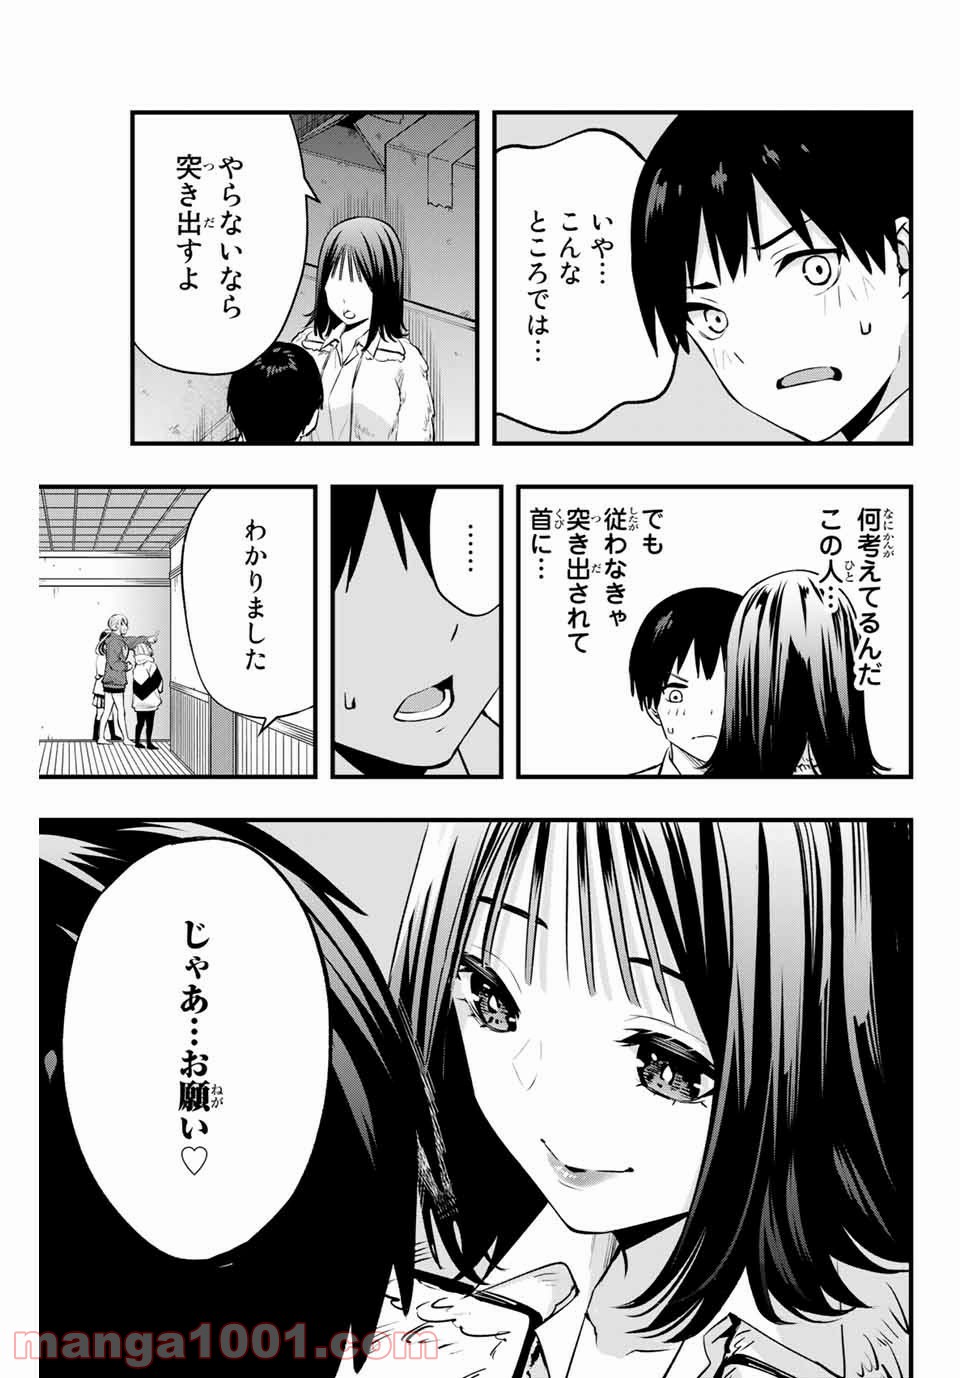 いや…
こんな
ところでは…
やらないなら
突き出すよ
何考えてるんだ
この人…
でも
従わなきゃ
突き出されて
首に…
……
わかりました
じゃあ…お願い♡
manga1001.com